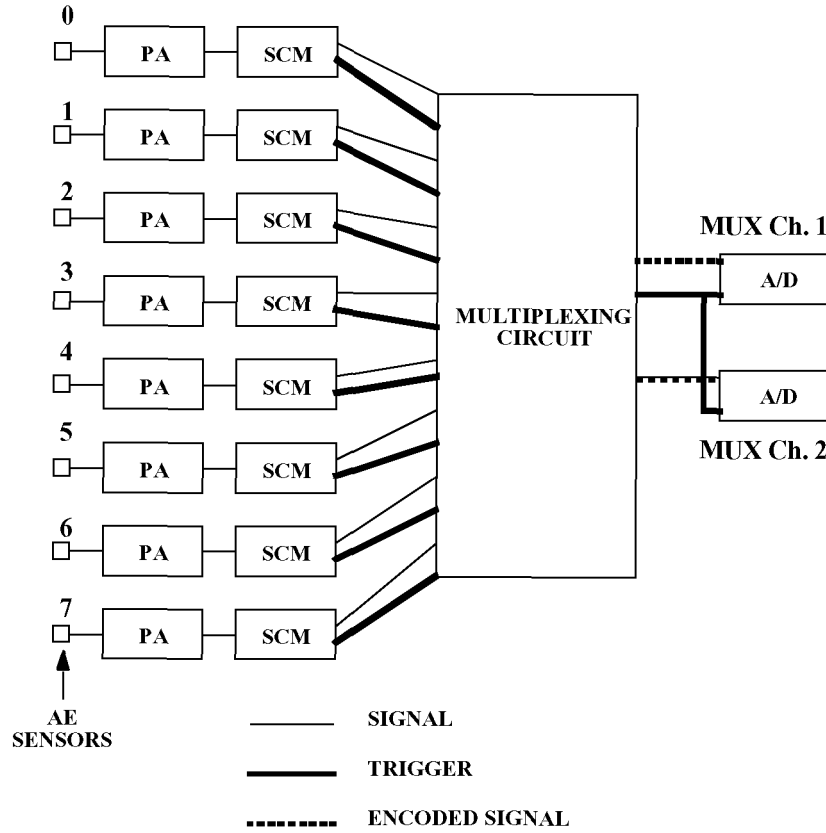 0
PA
SCM
1
PA
SCM
2
PA
SCM
3
PA
SCM
4
PA
SCM
5
PA
SCM
6
PA
SCM
7
PA
SCM
AE
SENSORS
MULTIPLEXING
CIRCUIT
MUX Ch. 1
A/D
A/D
MUX Ch. 2
SIGNAL
TRIGGER
ENCODED SIGNAL